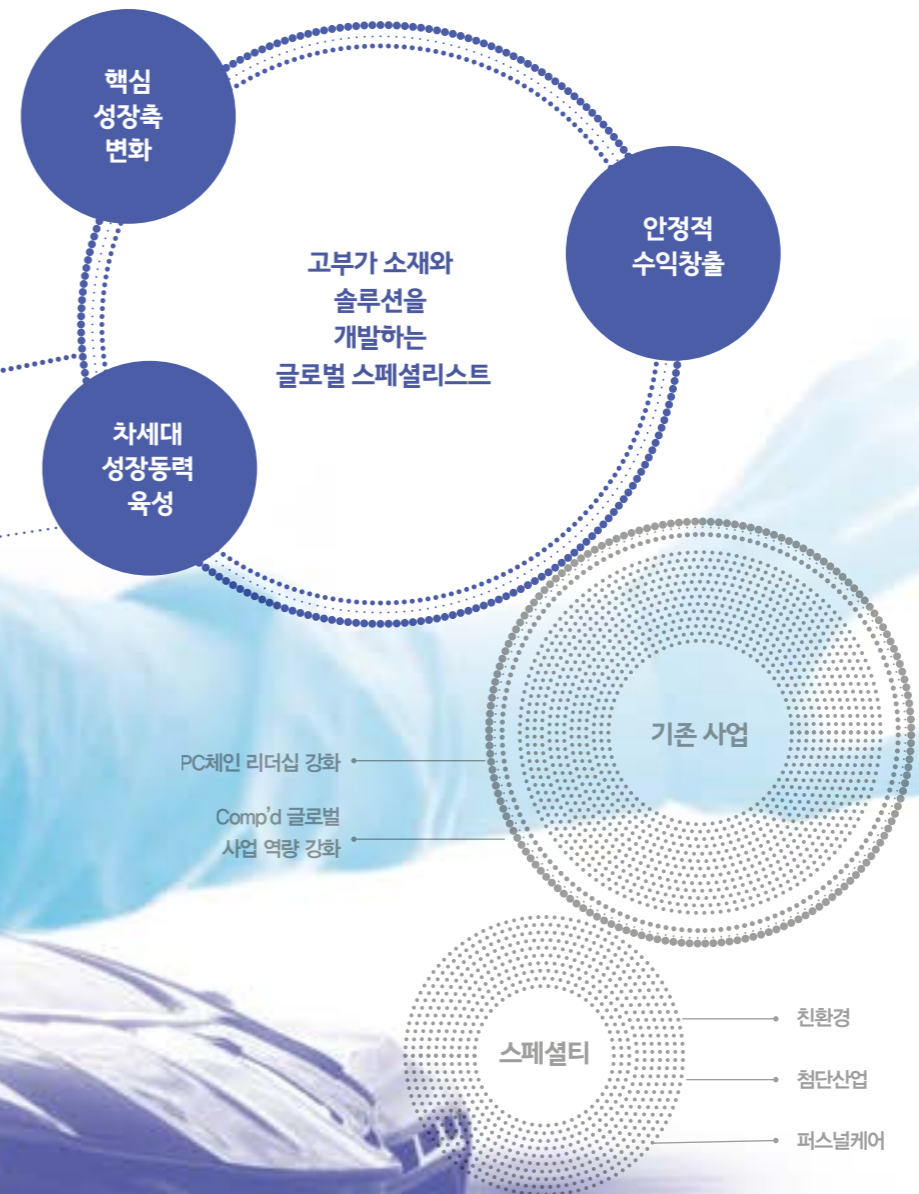 핵심
성장축
변화
안정적
수익창출
고부가 소재와
솔루션을
개발하는
글로벌 스페셜리스트
차세대
성장동력
육성
기존 사업
PC체인 리더십 강화
Comp'd 글로벌
사업 역량 강화
스페셜티
친환경
첨단산업
퍼스널케어